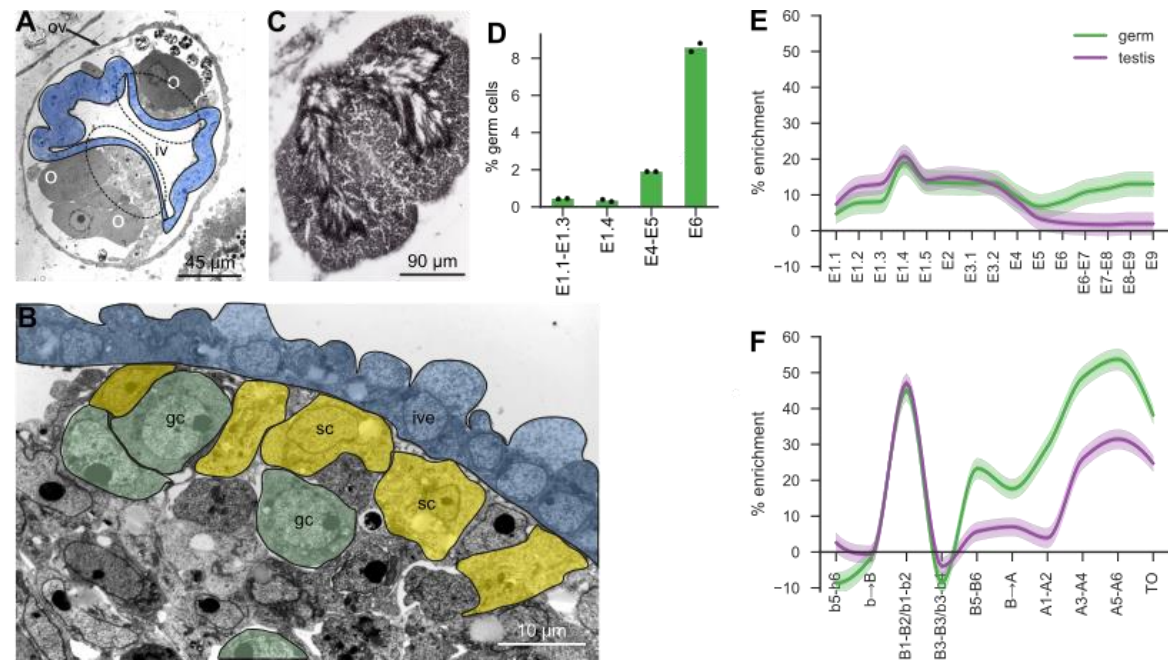 A
ov
O
iv
O
O
45 µm
C
90 µm
D
% germ cells
8
6
4
2
0
E1.1-E1.3
E1.4
E4-E5
E6
B
gc
sc
ive
sc
gc
10 µm
E
% enrichment
60
50
40
30
20
10
0
−10
germ
testis
E1.1
E1.2
E1.3
E1.4
E1.5
E2
E3.1
E3.2
E4
E5
E6
E6-E7
E7-E8
E8-E9
E9
F
% enrichment
60
50
40
30
20
10
0
−10
b5-b6
b→B
B1-B2/b1-b2
B3-B3/b3-b4
B5-B6
B→A
A1-A2
A3-A4
A5-A6
TO